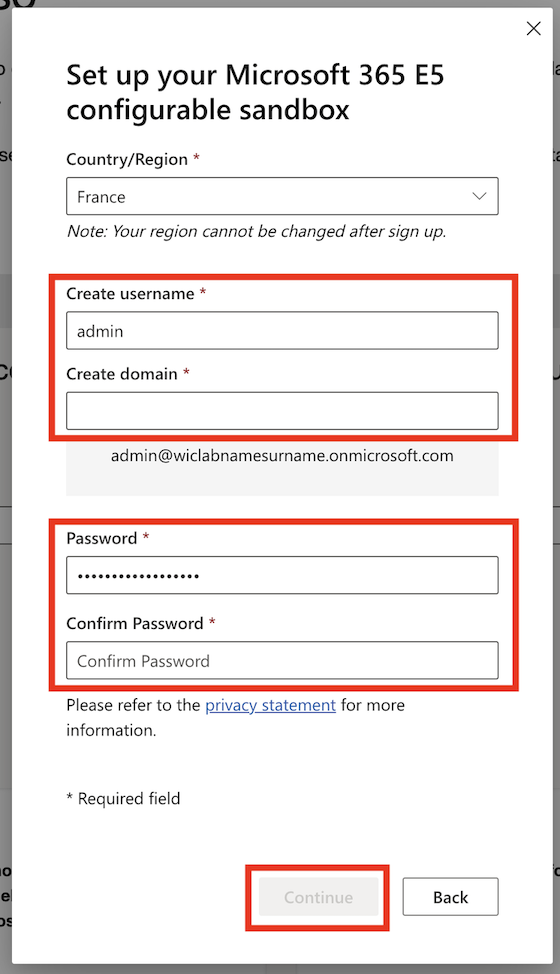 Set up your Microsoft 365 E5
configurable sandbox
Country/Region *
France
Note: Your region cannot be changed after sign up.
Create username *
admin
Create domain *
admin@wiclabnamesurname.onmicrosoft.com
Password *
••••••••••••••••••
Confirm Password *
Confirm Password
Please refer to the privacy statement for more
information.
* Required field
Continue
Back